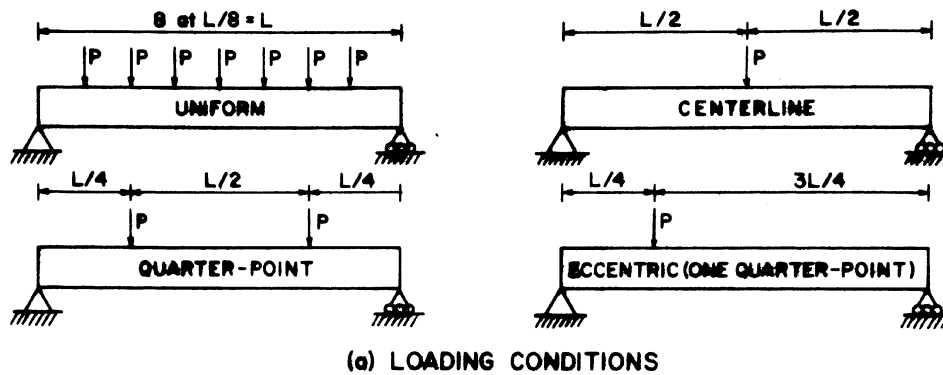 8 at L/8 = L
P P P P P P P
UNIFORM
L/2 L/2
P
CENTERLINE
L/4 L/2 L/4
P P
QUARTER-POINT
L/4 3L/4
P
ECCENTRIC (ONE QUARTER-POINT)
(a) LOADING CONDITIONS